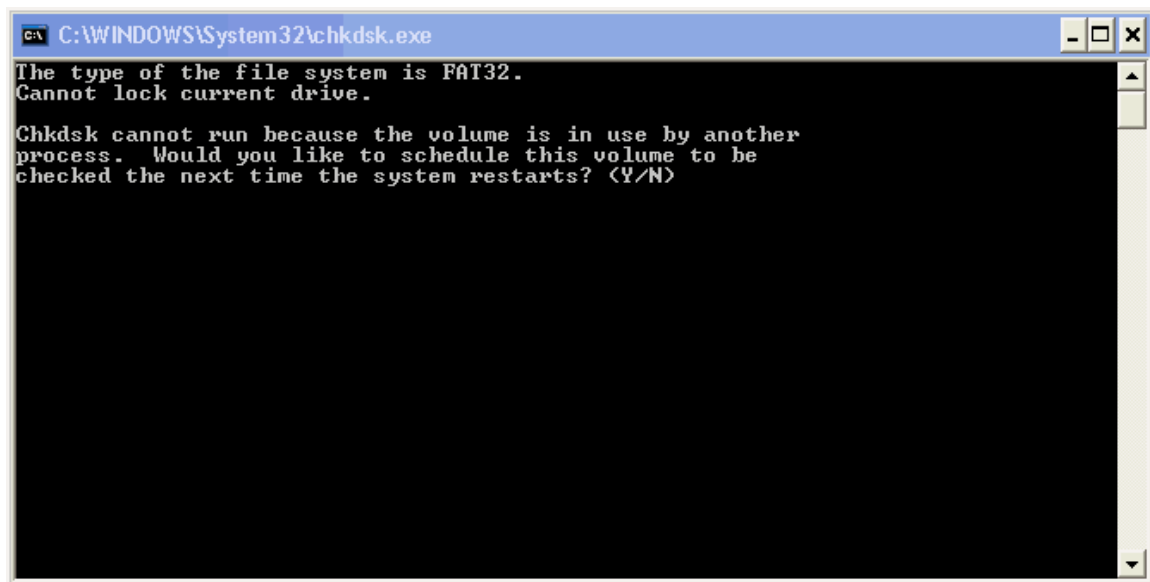 C:\WINDOWS\System32\chkdsk.exe
The type of the file system is FAT32.
Cannot lock current drive.
Chkdsk cannot run because the volume is in use by another
process.  Would you like to schedule this volume to be
checked the next time the system restarts? (Y/N)